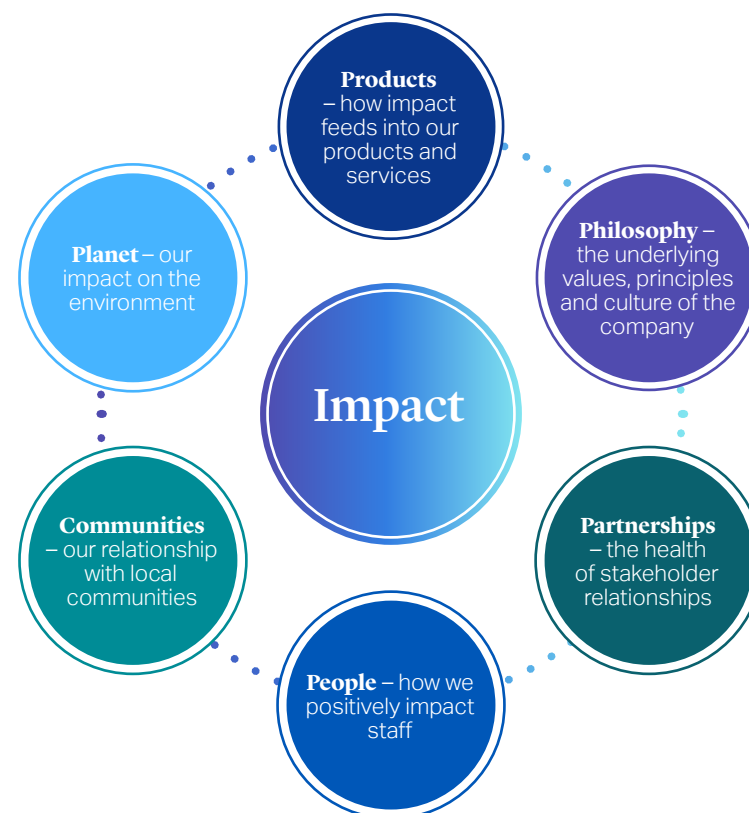 Products
– how impact
feeds into our
products and
services
Philosophy –
the underlying
values, principles
and culture of the
company
Planet – our
impact on the
environment
Impact
Communities
– our relationship
with local
communities
Partnerships
– the health
of stakeholder
relationships
People – how we
positively impact
staff